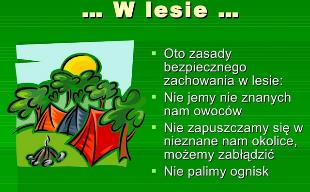 … W lesie …
Oto zasady
bezpiecznego
zachowania w lesie:
Nie jemy nie znanych
nam owoców
Nie zapuszczamy się w
nieznane nam okolice,
możemy zabłądzić
Nie palimy ognisk